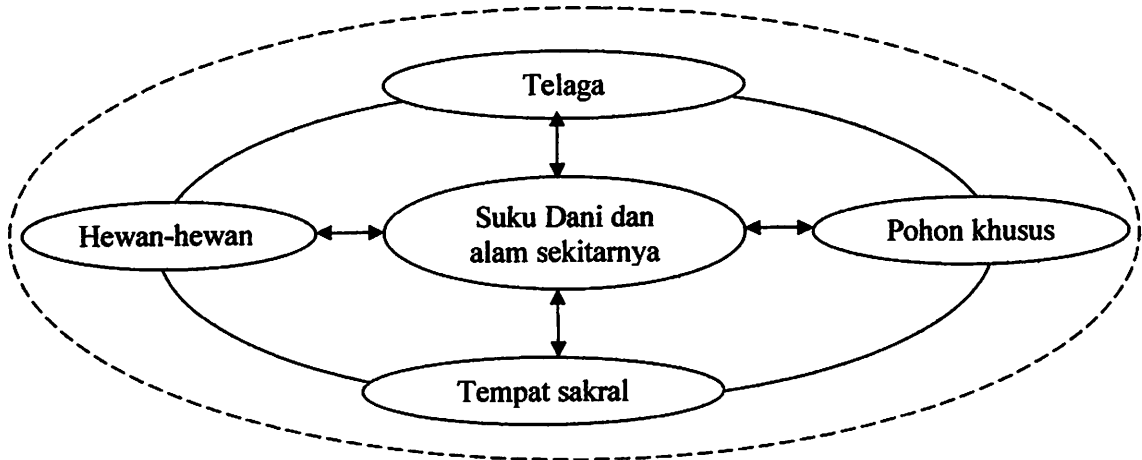 Telaga
Hewan-hewan
Suku Dani dan
alam sekitarnya
Pohon khusus
Tempat sakral